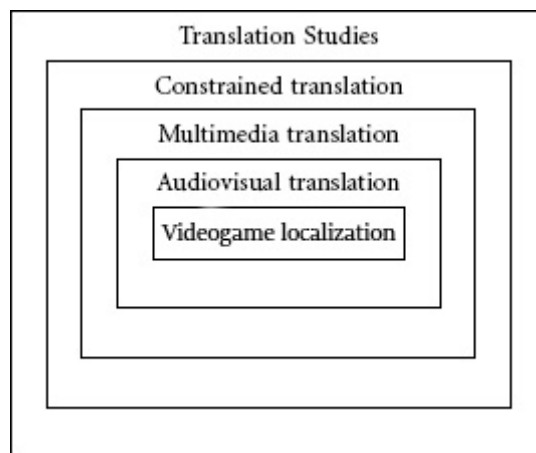 Translation Studies
Constrained translation
Multimedia translation
Audiovisual translation
Videogame localization